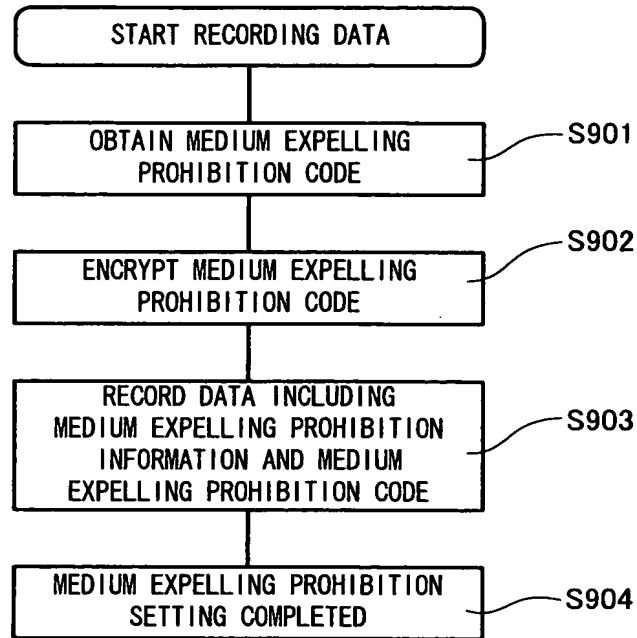 START RECORDING DATA
OBTAIN MEDIUM EXPELLING
PROHIBITION CODE
S901
ENCRYPT MEDIUM EXPELLING
PROHIBITION CODE
S902
RECORD DATA INCLUDING
MEDIUM EXPELLING PROHIBITION
INFORMATION AND MEDIUM
EXPELLING PROHIBITION CODE
S903
MEDIUM EXPELLING PROHIBITION
SETTING COMPLETED
S904